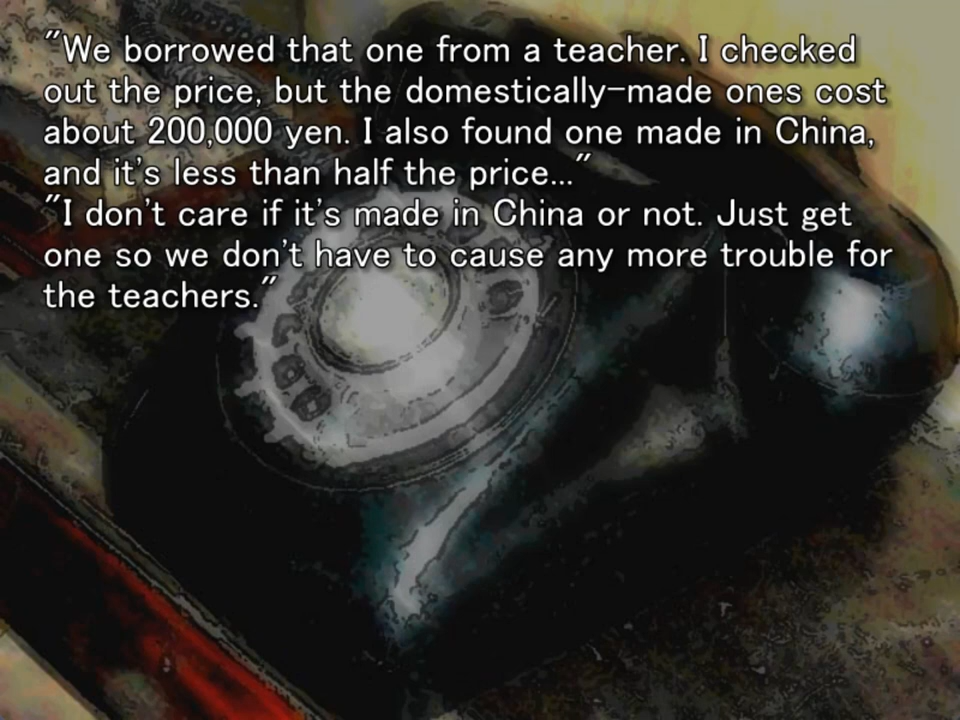 "We borrowed that one from a teacher. I checked
out the price, but the domestically-made ones cost
about 200,000 yen. I also found one made in China,
and it's less than half the price..."
"I don't care if it's made in China or not. Just get
one so we don't have to cause any more trouble for
the teachers."